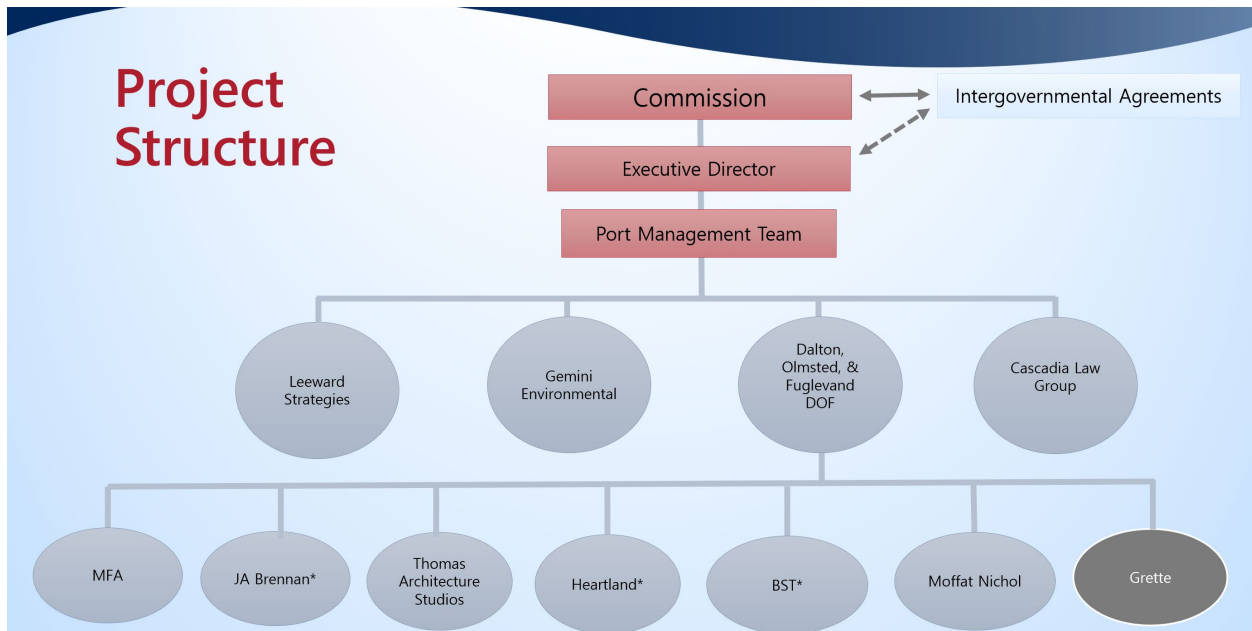 Project
Structure
Commission
Intergovernmental Agreements
Executive Director
Port Management Team
Leeward
Strategies
Gemini
Environmental
Dalton,
Olmsted, &
Fuglevand
DOF
Cascadia Law
Group
MFA
JA Brennan*
Thomas
Architecture
Studios
Heartland*
BST*
Moffat Nichol
Grette